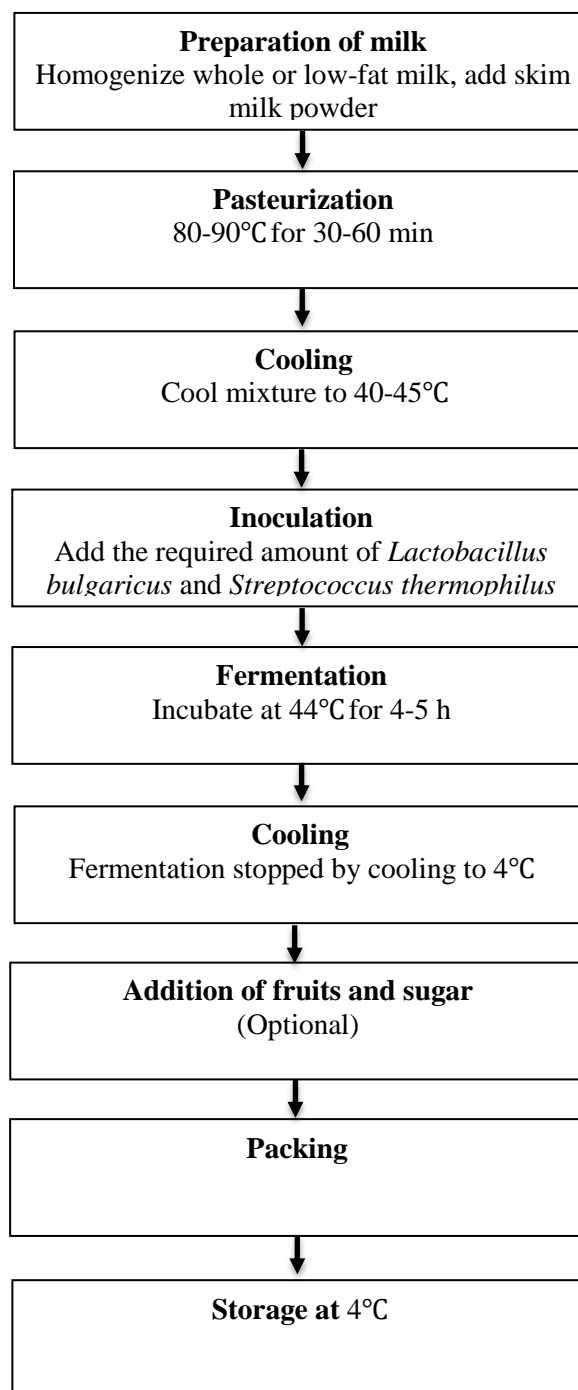 Preparation of milk
Homogenize whole or low-fat milk, add skim
milk powder
Pasteurization
80-90℃ for 30-60 min
Cooling
Cool mixture to 40-45℃
Inoculation
Add the required amount of Lactobacillus
bulgaricus and Streptococcus thermophilus
Fermentation
Incubate at 44℃ for 4-5 h
Cooling
Fermentation stopped by cooling to 4℃
Addition of fruits and sugar
(Optional)
Packing
Storage at 4℃